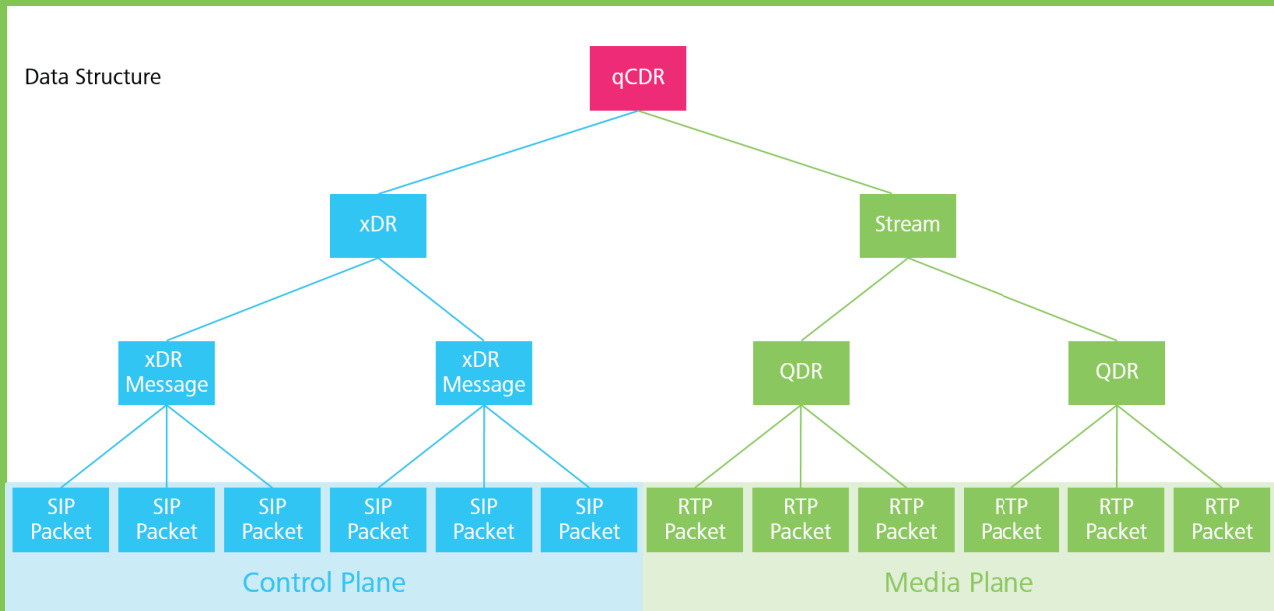 Data Structure
qCDR
xDR
Stream
xDR
Message
xDR
Message
QDR
QDR
SIP
Packet
SIP
Packet
SIP
Packet
SIP
Packet
SIP
Packet
SIP
Packet
RTP
Packet
RTP
Packet
RTP
Packet
RTP
Packet
RTP
Packet
RTP
Packet
Control Plane
Media Plane